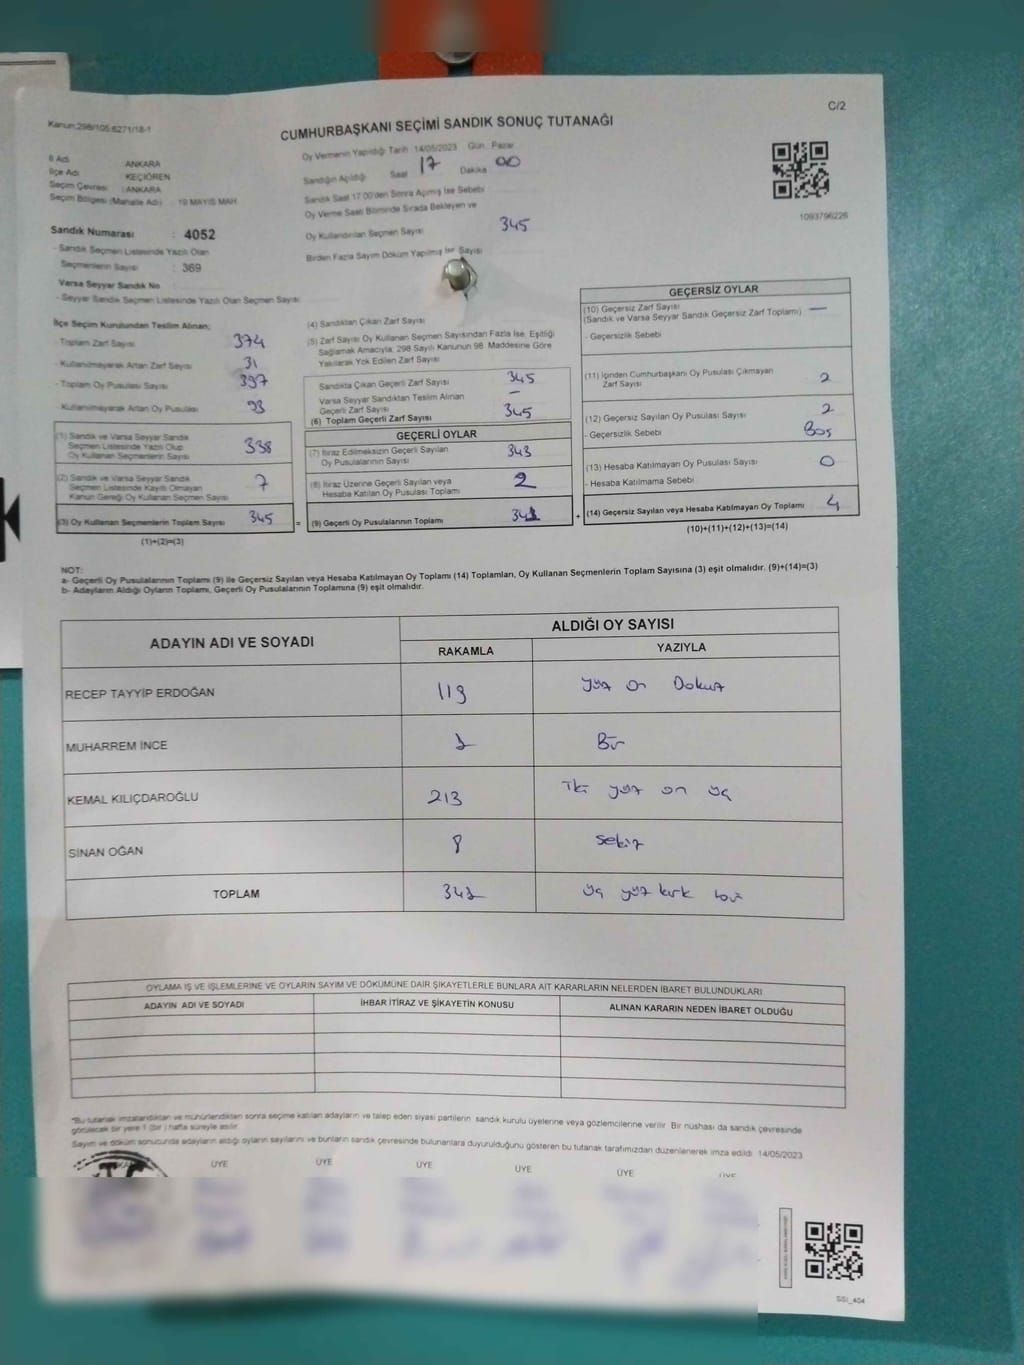 C/2
Kanun:298/105.6271/18-1
CUMHURBAŞKANI SEÇİMİ SANDIK SONUÇ TUTANAĞI
İl Adı ANKARA
İlçe Adı KEÇİÖREN
Seçim Çevresi : ANKARA
Seçim Bölgesi (Mahalle Adı) : 19 MAYIS MAH
Sandık Numarası : 4052
- Sandık Seçmen Listesinde Yazılı Olan
Seçmenlerin Sayısı : 369
Varsa Seyyar Sandık No
- Seyyar Sandık Seçmen Listesinde Yazılı Olan Seçmen Sayısı:
Oy Vermenin Yapıldığı Tarih 14/05/2023 Gün: Pazar
Sandığın Açıldığı Saat 17 Dakika 00
Sandık Saat 17.00'den Sonra Açılmış İse Sebebi
Oy Verme Saati Bitiminde Sırada Bekleyen ve
Oy Kullandırılan Seçmen Sayısı 345
Birden Fazla Sayım Döküm Yapılmış İse Sayısı
1093796226
İlçe Seçim Kurulundan Teslim Alınan;
- Toplam Zarf Sayısı 374
- Kullanılmayarak Artan Zarf Sayısı 31
- Toplam Oy Pusulası Sayısı 397
- Kullanılmayarak Artan Oy Pusulası 93
(1) Sandık ve Varsa Seyyar Sandık
Seçmen Listesinde Yazılı Olup
Oy Kullanan Seçmenlerin Sayısı 338
(2) Sandık ve Varsa Seyyar Sandık
Seçmen Listesinde Kayıtlı Olmayan
Kanun Gereği Oy Kullanan Seçmen Sayısı 7
(3) Oy Kullanan Seçmenlerin Toplam Sayısı 345
(1)+(2)=(3)
=
(4) Sandıktan Çıkan Zarf Sayısı
(5) Zarf Sayısı Oy Kullanan Seçmen Sayısından Fazla İse, Eşitliği
Sağlamak Amacıyla; 298 Sayılı Kanunun 98. Maddesine Göre
Yakılarak Yok Edilen Zarf Sayısı
Sandıkta Çıkan Geçerli Zarf Sayısı 345
Varsa Seyyar Sandıktan Teslim Alınan
Geçerli Zarf Sayısı -
(6) Toplam Geçerli Zarf Sayısı 345
GEÇERLİ OYLAR
(7) İtiraz Edilmeksizin Geçerli Sayılan
Oy Pusulalarının Sayısı 343
(8) İtiraz Üzerine Geçerli Sayılan veya
Hesaba Katılan Oy Pusulası Toplamı 2
(9) Geçerli Oy Pusulalarının Toplamı 341
+
GEÇERSİZ OYLAR
(10) Geçersiz Zarf Sayısı
(Sandık ve Varsa Seyyar Sandık Geçersiz Zarf Toplamı) —
- Geçersizlik Sebebi
(11) İçinden Cumhurbaşkanı Oy Pusulası Çıkmayan
Zarf Sayısı 2
(12) Geçersiz Sayılan Oy Pusulası Sayısı 2
- Geçersizlik Sebebi Boş
(13) Hesaba Katılmayan Oy Pusulası Sayısı 0
- Hesaba Katılmama Sebebi
(14) Geçersiz Sayılan veya Hesaba Katılmayan Oy Toplamı 4
(10)+(11)+(12)+(13)=(14)
NOT:
a- Geçerli Oy Pusulalarının Toplamı (9) ile Geçersiz Sayılan veya Hesaba Katılmayan Oy Toplamı (14) Toplamları, Oy Kullanan Seçmenlerin Toplam Sayısına (3) eşit olmalıdır. (9)+(14)=(3)
b- Adayların Aldığı Oyların Toplamı, Geçerli Oy Pusulalarının Toplamına (9) eşit olmalıdır.
ADAYIN ADI VE SOYADI ALDIĞI OY SAYISI
RAKAMLA YAZIYLA
RECEP TAYYİP ERDOĞAN 119 Yüz on Dokuz
MUHARREM İNCE 1 Bir
KEMAL KILIÇDAROĞLU 213 İki yüz on üç
SİNAN OĞAN 8 Sekiz
TOPLAM 341 üç yüz kırk bir
OYLAMA İŞ VE İŞLEMLERİNE VE OYLARIN SAYIM VE DÖKÜMÜNE DAİR ŞİKAYETLERLE BUNLARA AİT KARARLARIN NELERDEN İBARET BULUNDUKLARI
ADAYIN ADI VE SOYADI İHBAR İTİRAZ VE ŞİKAYETİN KONUSU ALINAN KARARIN NEDEN İBARET OLDUĞU
*Bu tutanak imzalandıktan ve mühürlendikten sonra seçime katılan adayların ve talep eden siyasi partilerin sandık kurulu üyelerine veya gözlemcilerine verilir. Bir nüshası da sandık çevresinde
görülecek bir yere 1 (bir) hafta süreyle asılır.
Sayım ve döküm sonucunda adayların aldığı oyların sayılarını ve bunların sandık çevresinde bulunanlara duyurulduğunu gösteren bu tutanak tarafımızdan düzenlenerek imza edildi. 14/05/2023
T.C. ÜYE ÜYE ÜYE ÜYE ÜYE ÜYE
SSİ_454